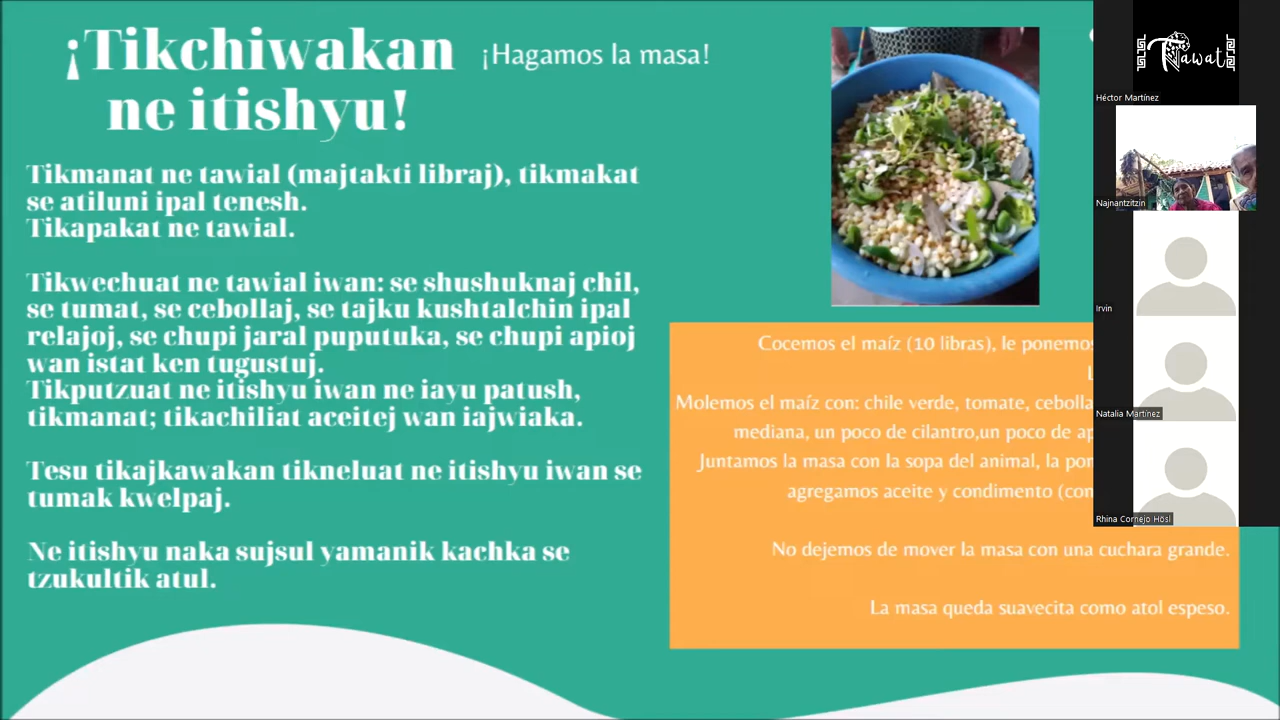 ¡Tikchiwakan
ne itishyu!
¡Hagamos la masa!
Tikmanat ne tawial (majtakti libraj), tikmakat
se atiluni ipal tenesh.
Tikapakat ne tawial.
Tikwechuat ne tawial iwan: se shushuknaj chil,
se tumat, se cebollaj, se tajku kushtalchin ipal
relajoj, se chupi jaral puputuka, se chupi apioj
wan istat ken tugustuj.
Tikputzuat ne itishyu iwan ne iayu patush,
tikmanat; tikachiliat aceitej wan iajwiaka.
Tesu tikajkawakan tikneluat ne itishyu iwan se
tumak kwelpaj.
Ne itishyu naka sujsul yamanik kachka se
tzukultik atul.
Cocemos el maíz (10 libras), le ponemos
Molemos el maíz con: chile verde, tomate,
mediana, un poco de cilantro,un poco de
Juntamos la masa con la sopa del animal, la
agregamos aceite y condimento
No dejemos de mover la masa con una cuchara grande.
La masa queda suavecita como atol espeso.
Tawat
Héctor Martínez
Najnantzitzin
Irvin
Natalia Martínez
Rhina Cornejo Hösl